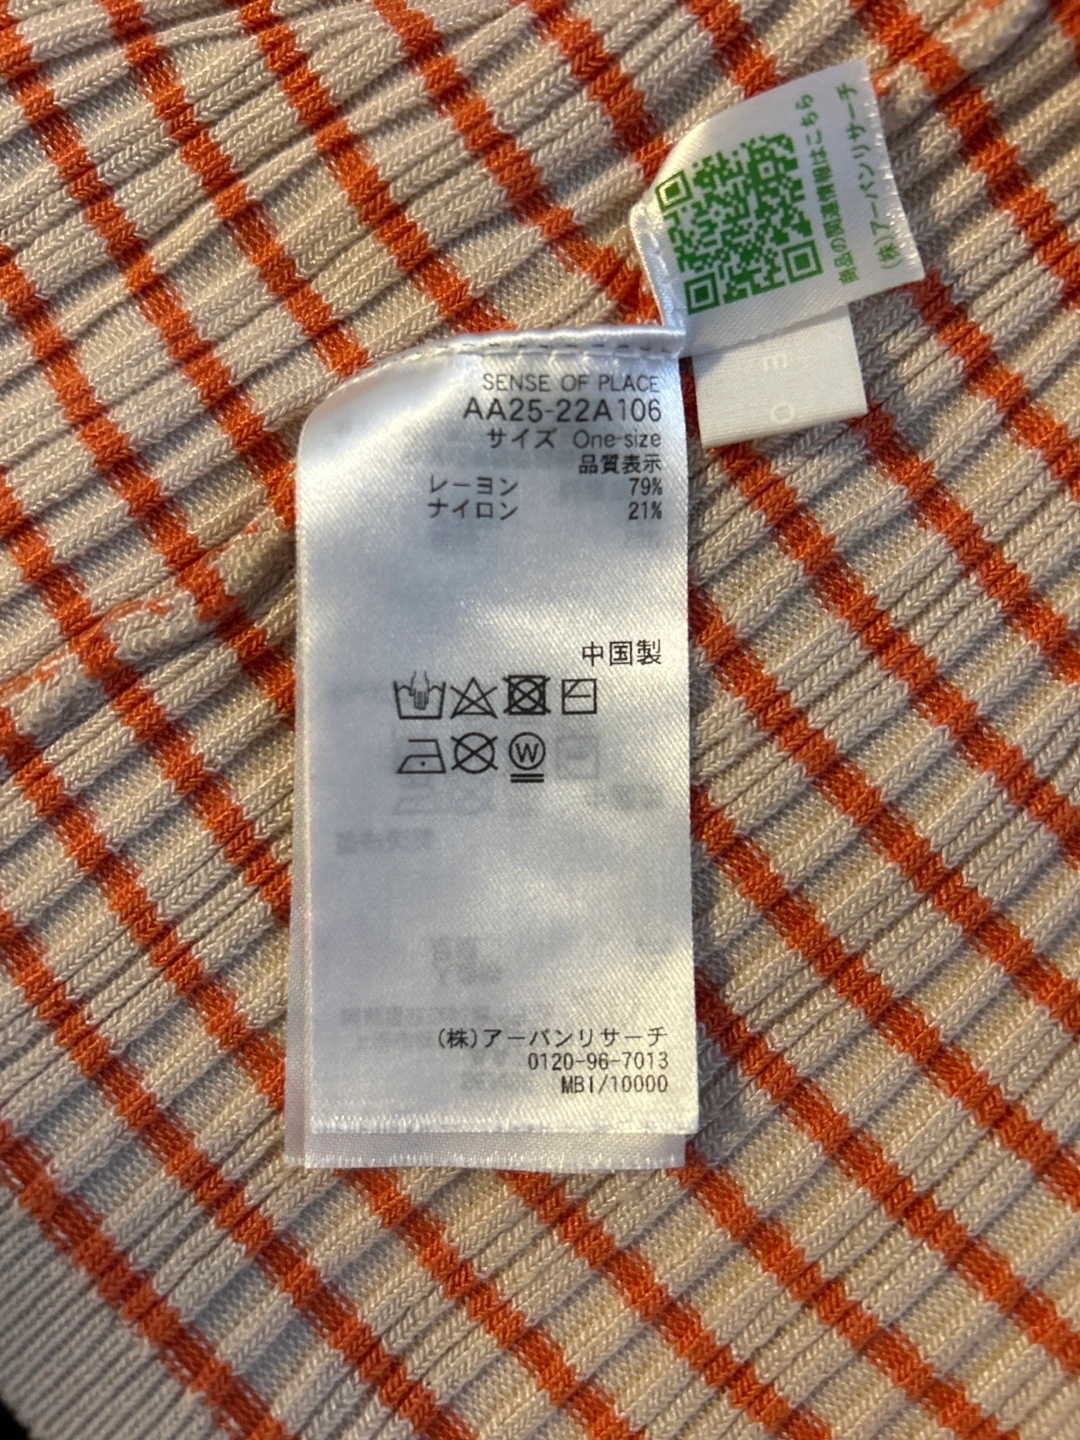 商品の関連情報はこちら
(株)アーバンリサーチ
SENSE OF PLACE
AA25-22A106
サイズ One size
品質表示
レーヨン 79%
ナイロン 21%
中国製
W
(株)アーバンリサーチ
0120-96-7013
MB1/10000